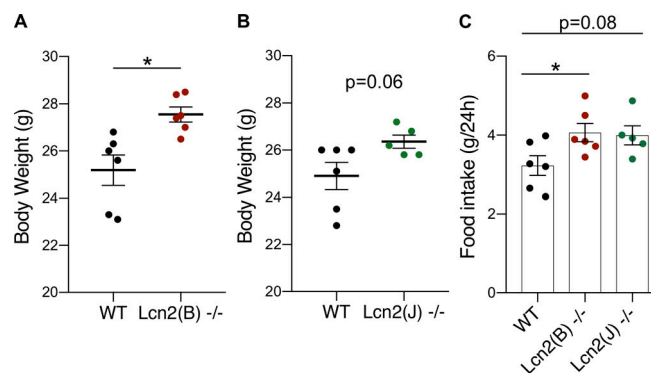 A
Body Weight (g)
30
28
26
24
22
20
*
WT
Lcn2(B) -/-
B
Body Weight (g)
30
28
26
24
22
20
p=0.06
WT
Lcn2(J) -/-
C
Food intake (g/24h)
6
4
2
0
p=0.08
*
WT
Lcn2(B) -/-
Lcn2(J) -/-